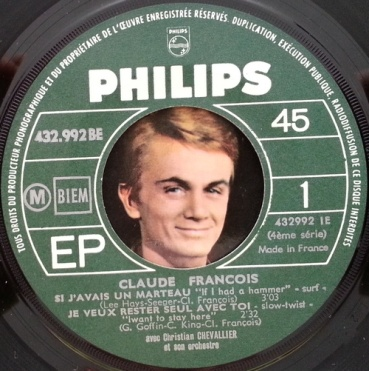 TOUS DROITS DU PRODUCTEUR PHONOGRAPHIQUE ET DU PROPRIÉTAIRE DE L'ŒUVRE ENREGISTRÉE RÉSERVÉS. DUPLICATION, EXÉCUTION PUBLIQUE, RADIODIFFUSION DE CE DISQUE INTERDITES
PHILIPS
PHILIPS
432.992 BE
45
M BIEM
1
432992 1E
(4ème série)
Made in France
EP
CLAUDE FRANCOIS
SI J'AVAIS UN MARTEAU "If I had a hammer" - surf -
(Lee Hays-Seeger-Cl. François) 3'03
JE VEUX RESTER SEUL AVEC TOI - slow-twist -
"Iwant to stay here" 2'32
(G. Goffin-C. King-Cl. François)
avec Christian CHEVALLIER
et son orchestre